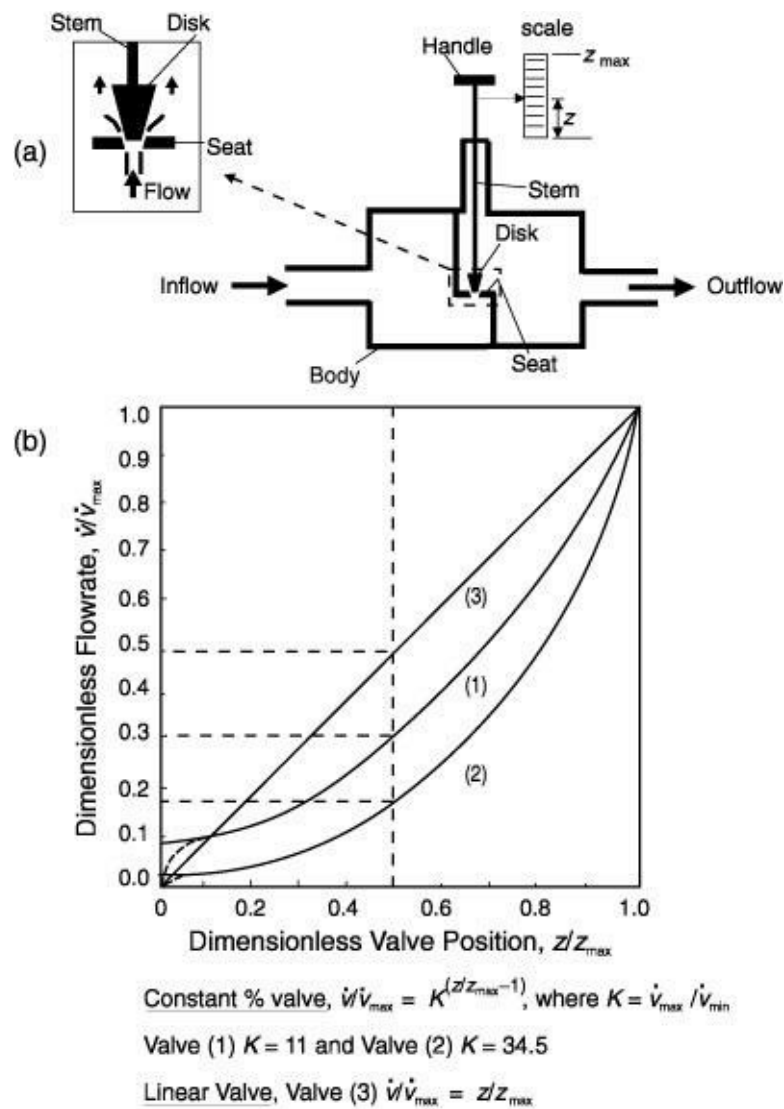 (a)
Stem
Disk
Seat
Flow
Handle
scale
z max
z
Stem
Disk
Inflow
Outflow
Body
Seat
(b)
Dimensionless Flowrate, v̇/v̇max
1.0
0.9
0.8
0.7
0.6
0.5
0.4
0.3
0.2
0.1
0.0
(3)
(1)
(2)
0 0.2 0.4 0.6 0.8 1.0
Dimensionless Valve Position, z/zmax
Constant % valve, v̇/v̇max = K^(z/zmax–1), where K = v̇max /v̇min
Valve (1) K = 11 and Valve (2) K = 34.5
Linear Valve, Valve (3) v̇/v̇max = z/zmax